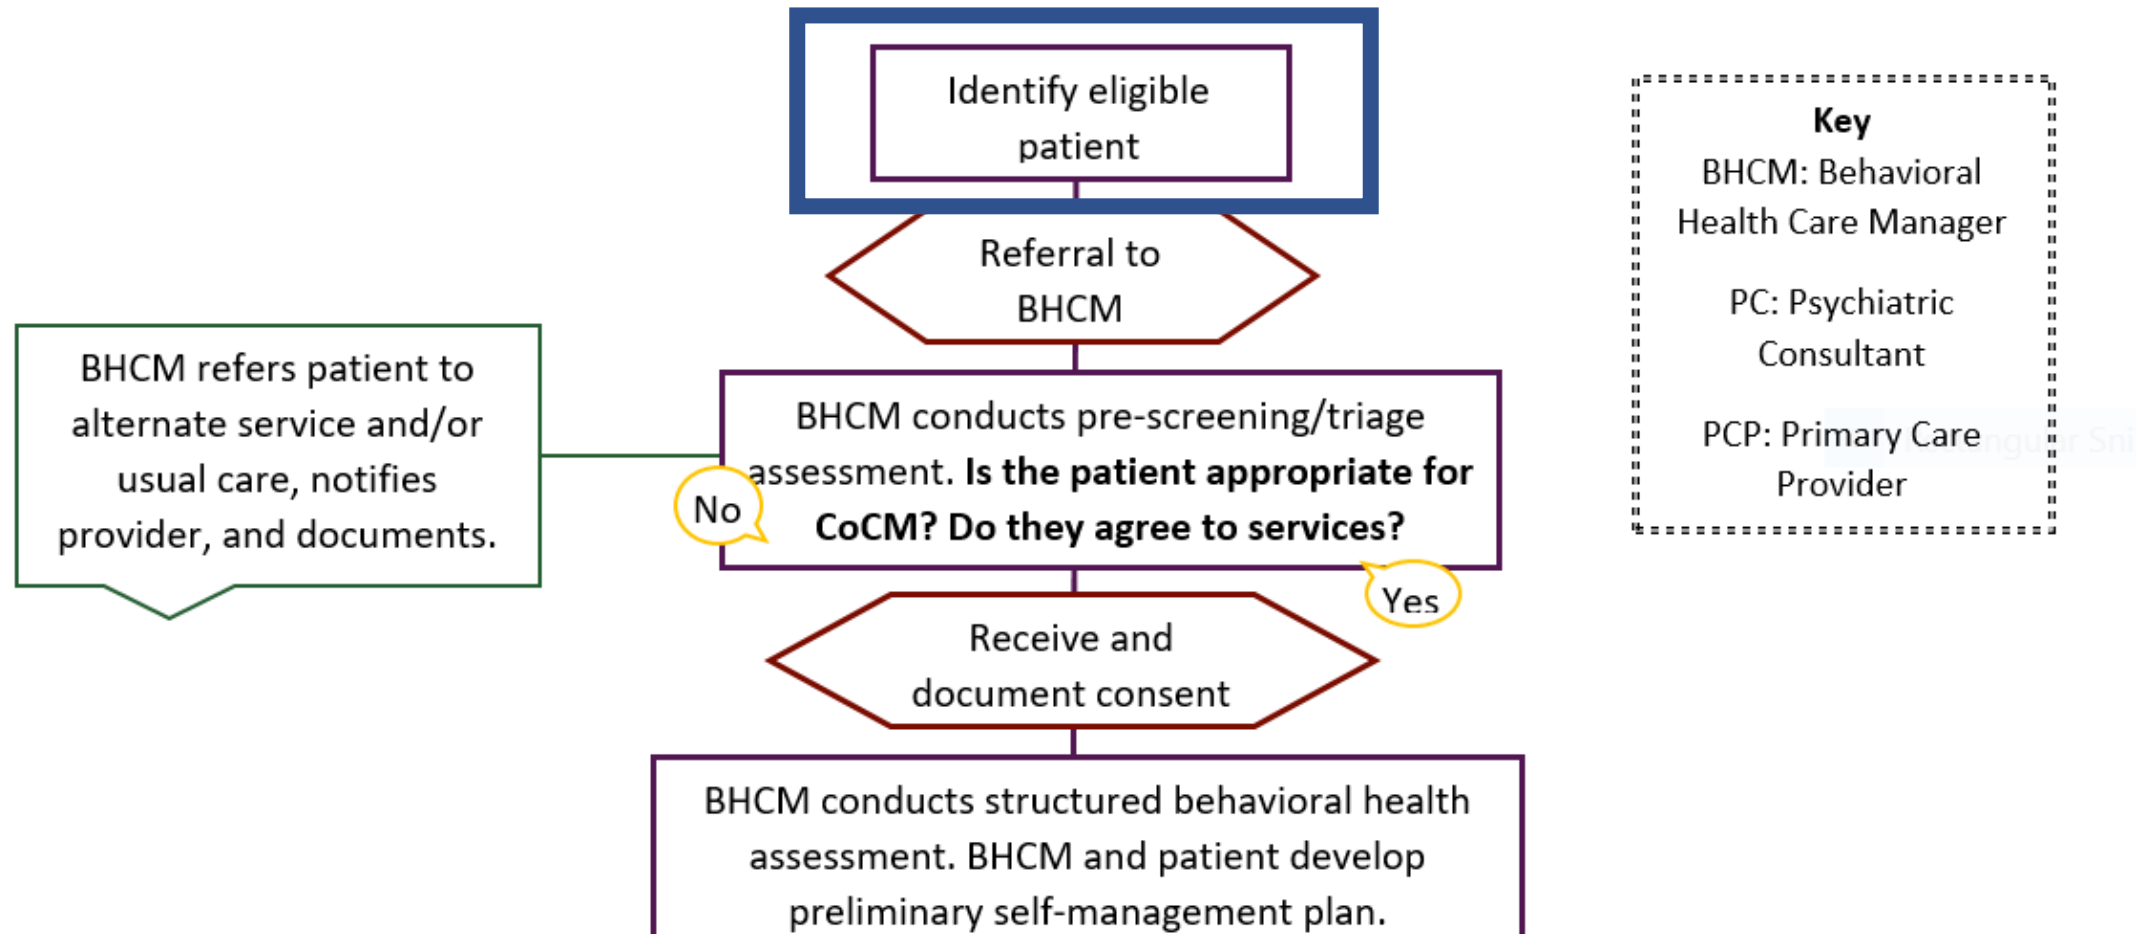 Identify eligible
patient
Referral to
BHCM
BHCM refers patient to
alternate service and/or
usual care, notifies
provider, and documents.
BHCM conducts pre-screening/triage
assessment. Is the patient appropriate for
CoCM? Do they agree to services?
No
Yes
Receive and
document consent
BHCM conducts structured behavioral health
assessment. BHCM and patient develop
preliminary self-management plan.
Key
BHCM: Behavioral
Health Care Manager
PC: Psychiatric
Consultant
PCP: Primary Care
Provider